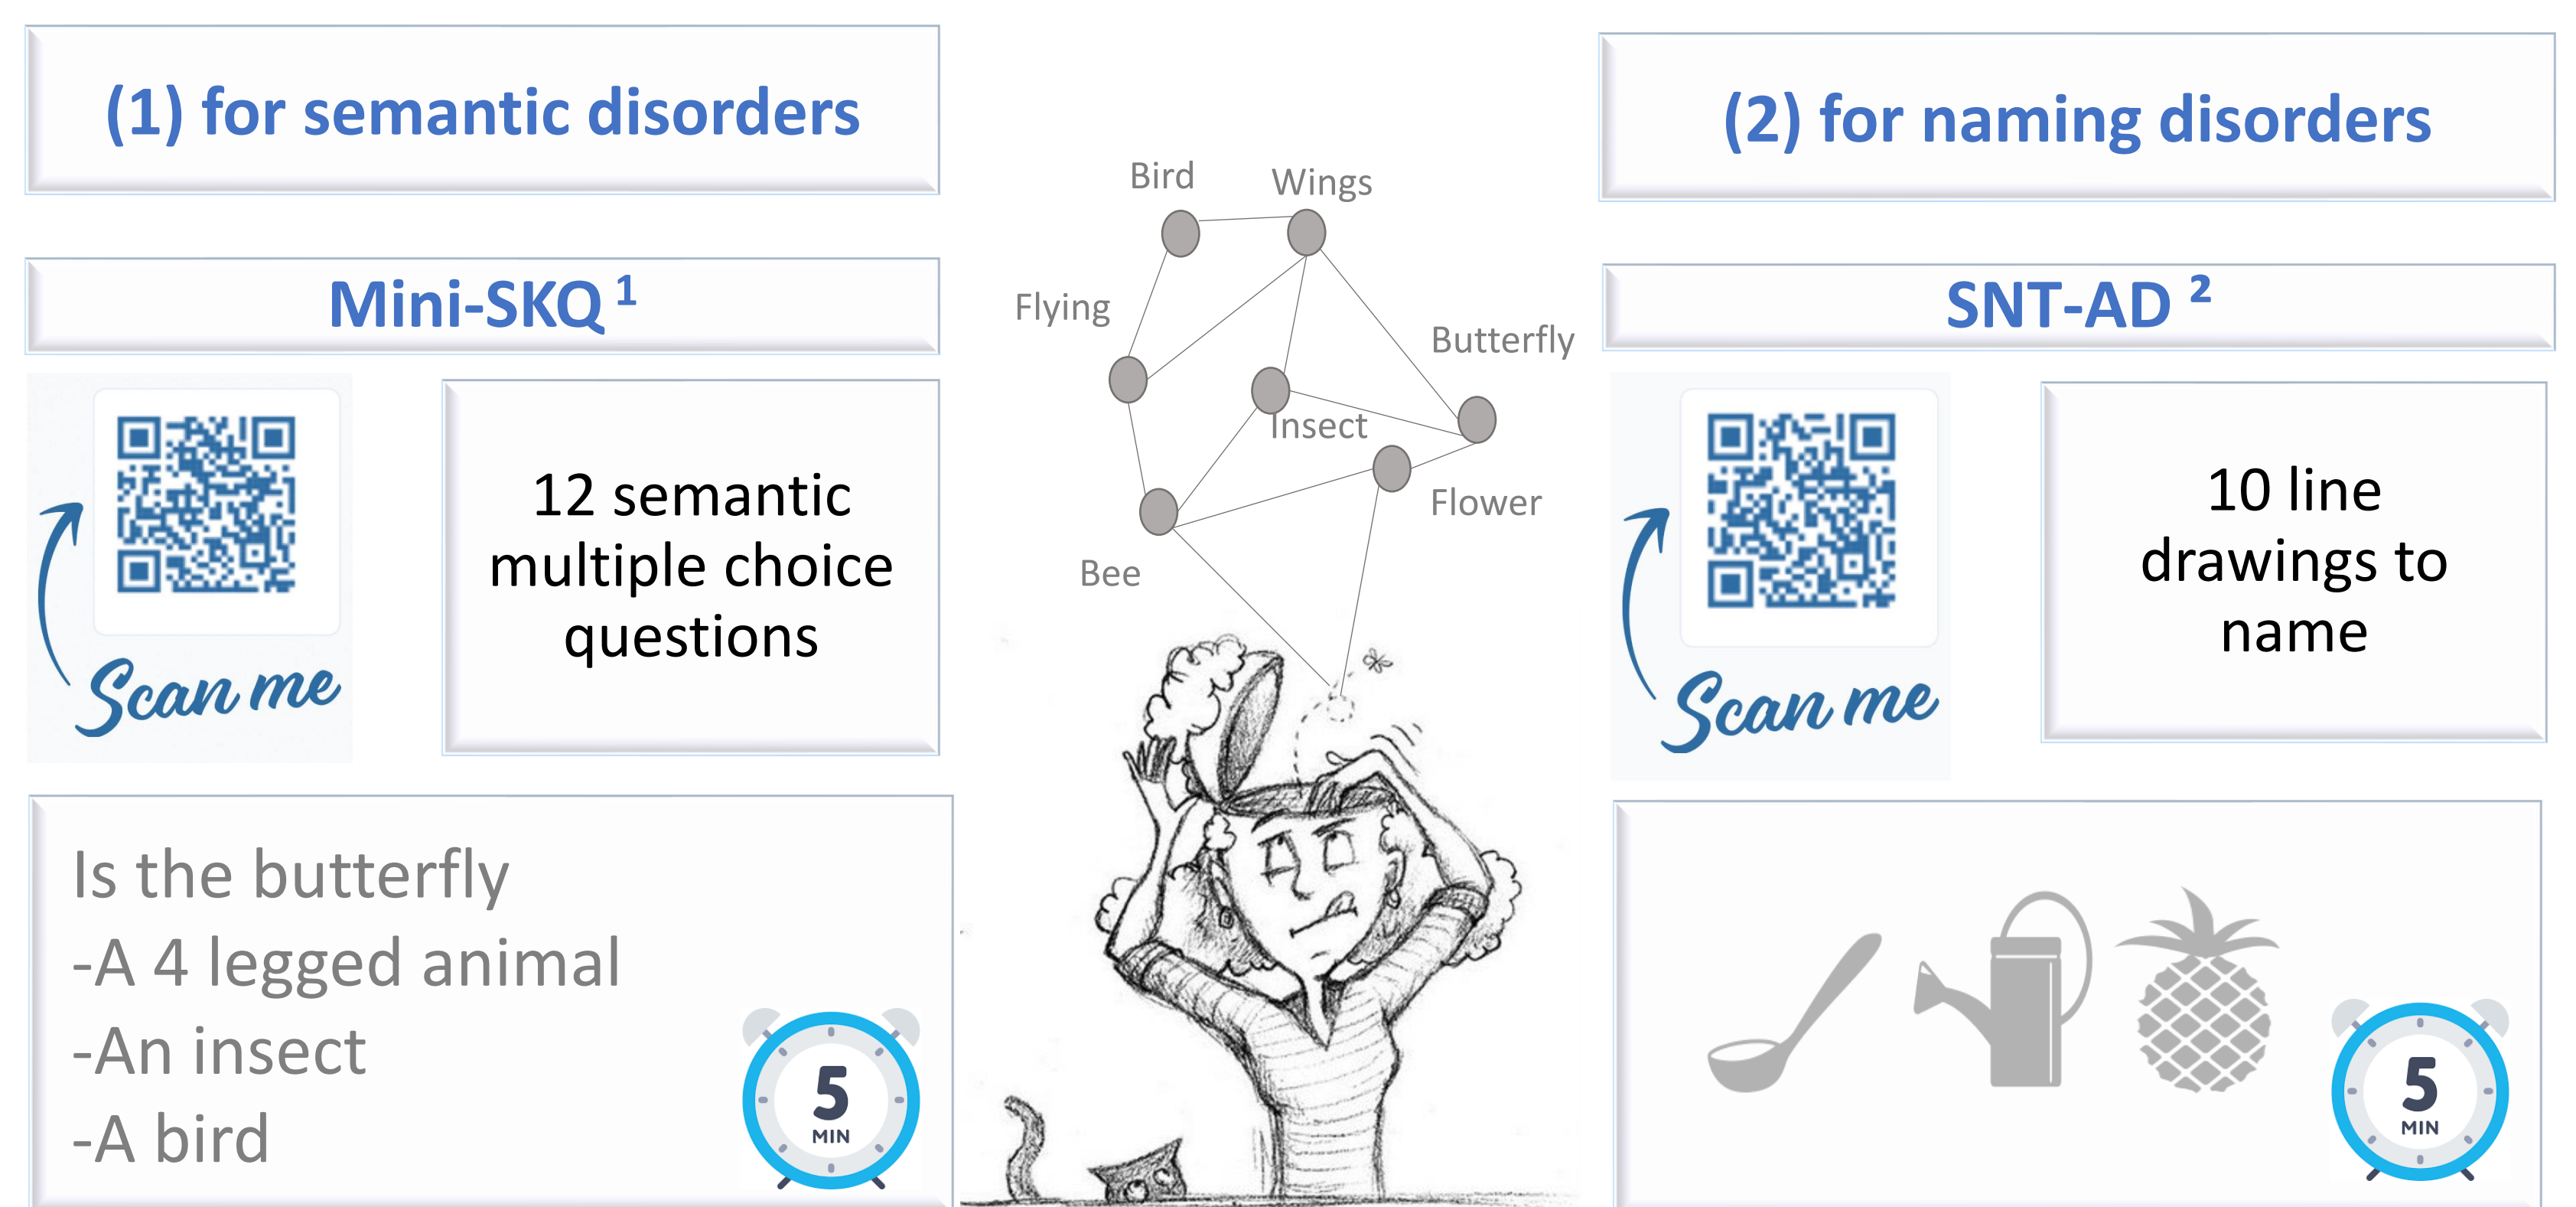 (1) for semantic disorders
Mini-SKQ ¹
Scan me
12 semantic
multiple choice
questions
Is the butterfly
-A 4 legged animal
-An insect
-A bird
5
MIN
Bird
Wings
Flying
Butterfly
Insect
Flower
Bee
(2) for naming disorders
SNT-AD ²
Scan me
10 line
drawings to
name
5
MIN